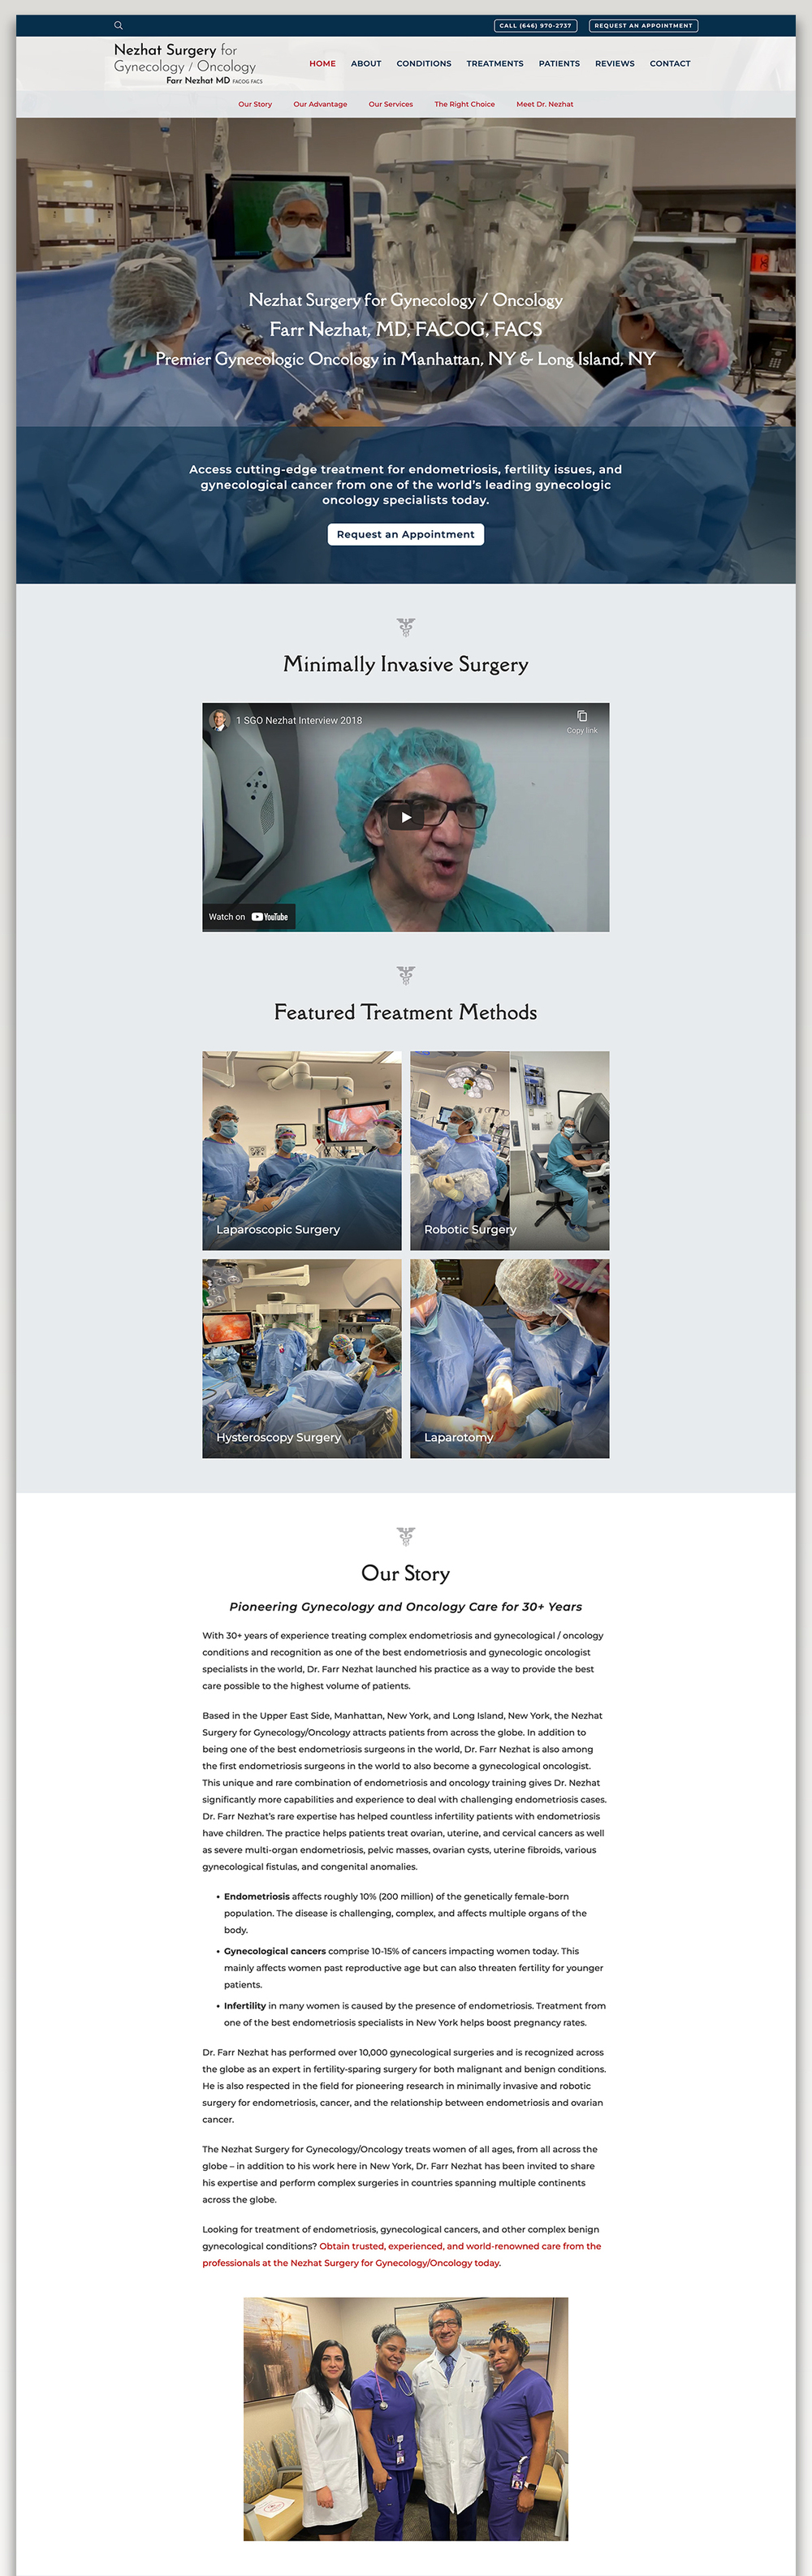 CALL (646) 970-2737
REQUEST AN APPOINTMENT
Nezhat Surgery for
Gynecology / Oncology
Farr Nezhat MD FACOG FACS
HOME ABOUT CONDITIONS TREATMENTS PATIENTS REVIEWS CONTACT
Our Story Our Advantage Our Services The Right Choice Meet Dr. Nezhat
Nezhat Surgery for Gynecology / Oncology
Farr Nezhat, MD, FACOG, FACS
Premier Gynecologic Oncology in Manhattan, NY & Long Island, NY
Access cutting-edge treatment for endometriosis, fertility issues, and
gynecological cancer from one of the world's leading gynecologic
oncology specialists today.
Request an Appointment
Minimally Invasive Surgery
1 SGO Nezhat Interview 2018
Copy link
Watch on YouTube
Featured Treatment Methods
Laparoscopic Surgery
Robotic Surgery
Hysteroscopy Surgery
Laparotomy
Our Story
Pioneering Gynecology and Oncology Care for 30+ Years
With 30+ years of experience treating complex endometriosis and gynecological / oncology
conditions and recognition as one of the best endometriosis and gynecologic oncologist
specialists in the world, Dr. Farr Nezhat launched his practice as a way to provide the best
care possible to the highest volume of patients.
Based in the Upper East Side, Manhattan, New York, and Long Island, New York, the Nezhat
Surgery for Gynecology/Oncology attracts patients from across the globe. In addition to
being one of the best endometriosis surgeons in the world, Dr. Farr Nezhat is also among
the first endometriosis surgeons in the world to also become a gynecological oncologist.
This unique and rare combination of endometriosis and oncology training gives Dr. Nezhat
significantly more capabilities and experience to deal with challenging endometriosis cases.
Dr. Farr Nezhat's rare expertise has helped countless infertility patients with endometriosis
have children. The practice helps patients treat ovarian, uterine, and cervical cancers as well
as severe multi-organ endometriosis, pelvic masses, ovarian cysts, uterine fibroids, various
gynecological fistulas, and congenital anomalies.
• Endometriosis affects roughly 10% (200 million) of the genetically female-born
population. The disease is challenging, complex, and affects multiple organs of the
body.
• Gynecological cancers comprise 10-15% of cancers impacting women today. This
mainly affects women past reproductive age but can also threaten fertility for younger
patients.
• Infertility in many women is caused by the presence of endometriosis. Treatment from
one of the best endometriosis specialists in New York helps boost pregnancy rates.
Dr. Farr Nezhat has performed over 10,000 gynecological surgeries and is recognized across
the globe as an expert in fertility-sparing surgery for both malignant and benign conditions.
He is also respected in the field for pioneering research in minimally invasive and robotic
surgery for endometriosis, cancer, and the relationship between endometriosis and ovarian
cancer.
The Nezhat Surgery for Gynecology/Oncology treats women of all ages, from all across the
globe – in addition to his work here in New York, Dr. Farr Nezhat has been invited to share
his expertise and perform complex surgeries in countries spanning multiple continents
across the globe.
Looking for treatment of endometriosis, gynecological cancers, and other complex benign
gynecological conditions? Obtain trusted, experienced, and world-renowned care from the
professionals at the Nezhat Surgery for Gynecology/Oncology today.